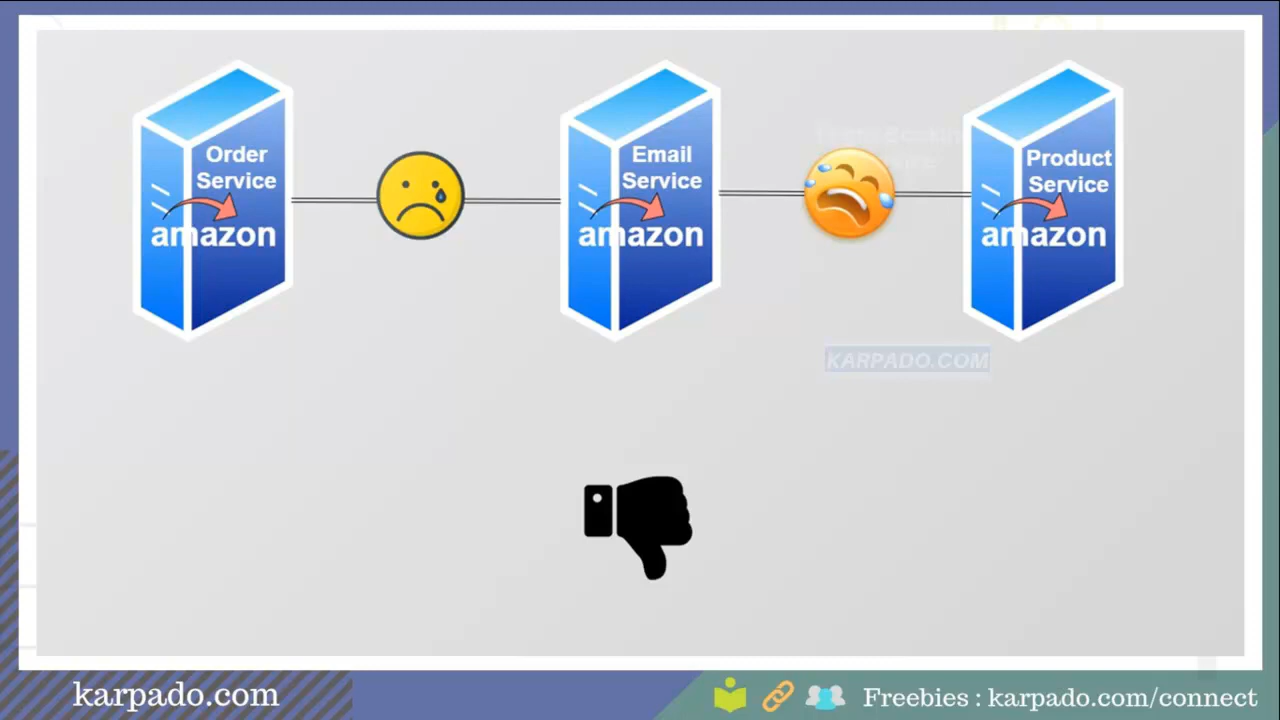 Order
Service
amazon
Email
Service
amazon
Product
Service
amazon
KARPADO.COM
karpado.com
Freebies : karpado.com/connect